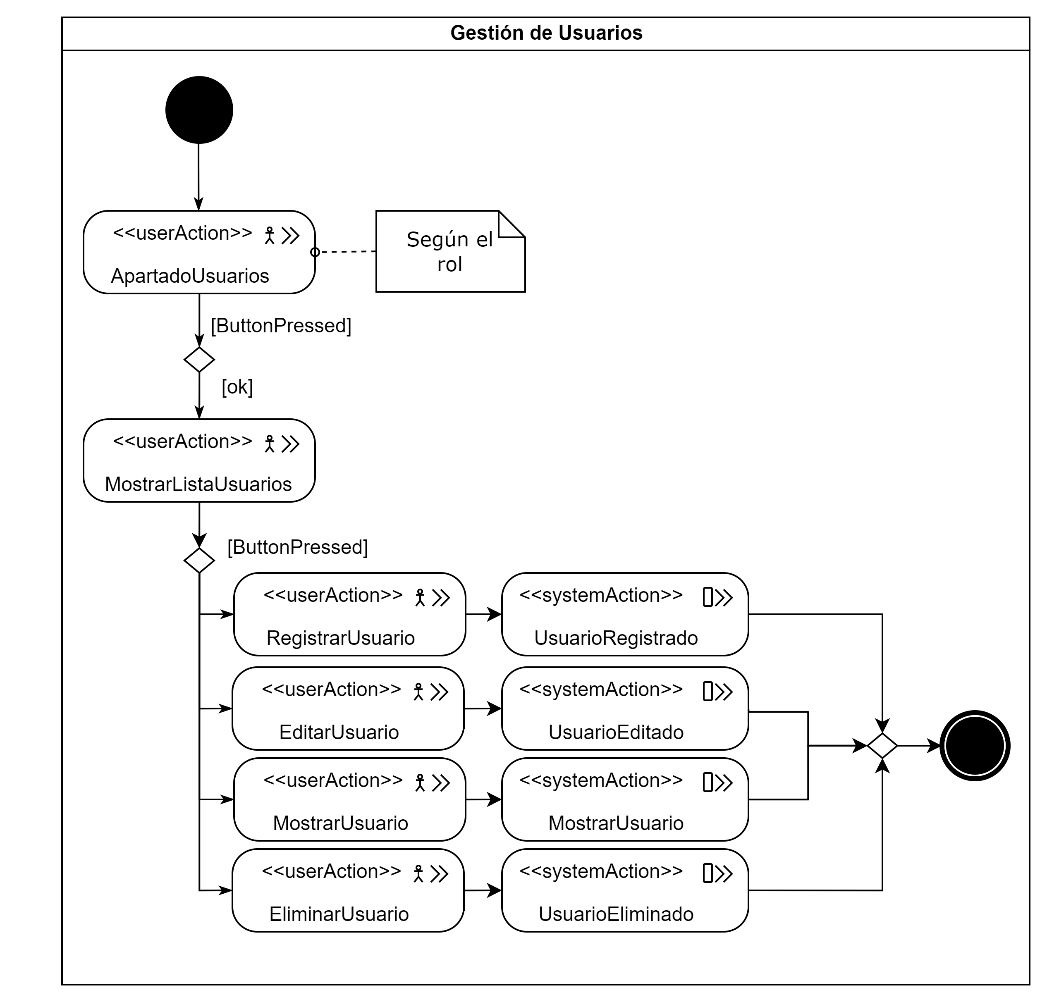 Gestión de Usuarios
<<userAction>>
ApartadoUsuarios
Según el
rol
[ButtonPressed]
[ok]
<<userAction>>
MostrarListaUsuarios
[ButtonPressed]
<<userAction>>
RegistrarUsuario
<<systemAction>>
UsuarioRegistrado
<<userAction>>
EditarUsuario
<<systemAction>>
UsuarioEditado
<<userAction>>
MostrarUsuario
<<systemAction>>
MostrarUsuario
<<userAction>>
EliminarUsuario
<<systemAction>>
UsuarioEliminado